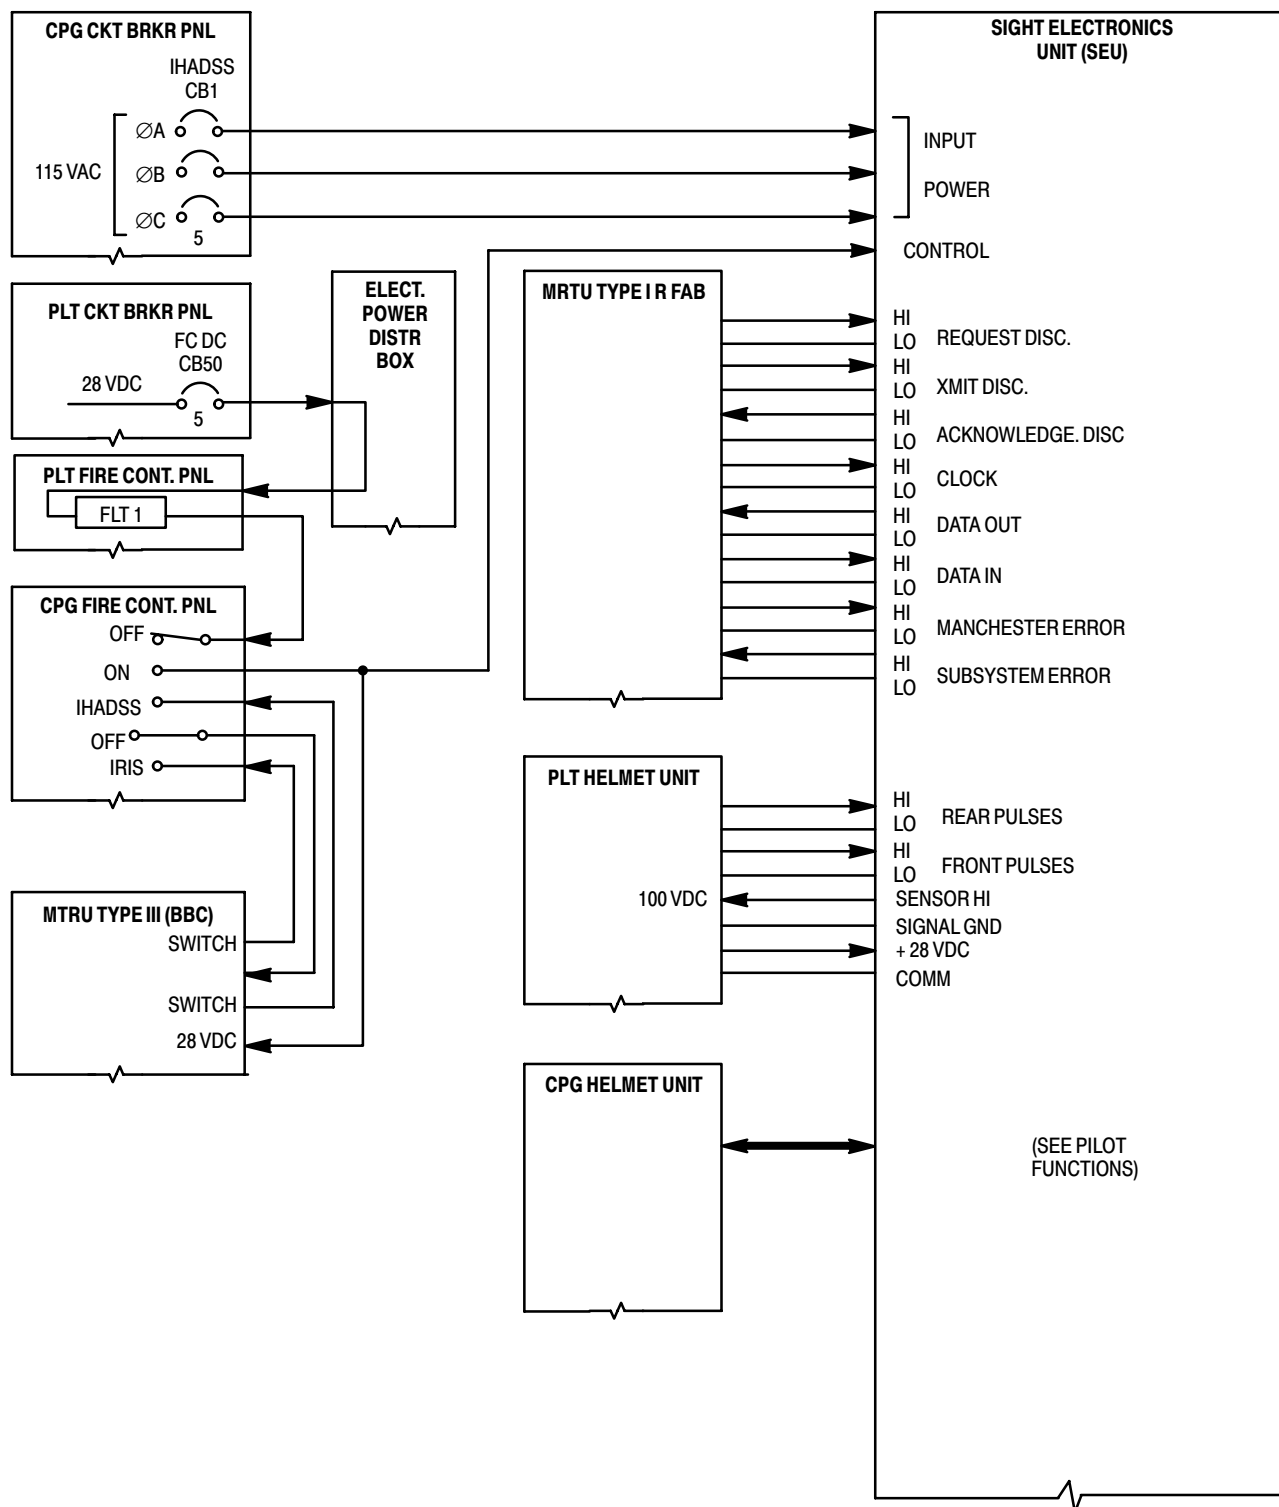 CPG CKT BRKR PNL
IHADSS
CB1
∅A
115 VAC
∅B
∅C
5
PLT CKT BRKR PNL
FC DC
CB50
28 VDC
5
ELECT.
POWER
DISTR
BOX
PLT FIRE CONT. PNL
FLT 1
CPG FIRE CONT. PNL
OFF
ON
IHADSS
OFF
IRIS
MTRU TYPE III (BBC)
SWITCH
SWITCH
28 VDC
MRTU TYPE I R FAB
PLT HELMET UNIT
100 VDC
CPG HELMET UNIT
SIGHT ELECTRONICS
UNIT (SEU)
INPUT
POWER
CONTROL
HI
LO REQUEST DISC.
HI
LO XMIT DISC.
HI
LO ACKNOWLEDGE. DISC
HI
LO CLOCK
HI
LO DATA OUT
HI
LO DATA IN
HI
LO MANCHESTER ERROR
HI
LO SUBSYSTEM ERROR
HI
LO REAR PULSES
HI
LO FRONT PULSES
SENSOR HI
SIGNAL GND
+ 28 VDC
COMM
(SEE PILOT
FUNCTIONS)